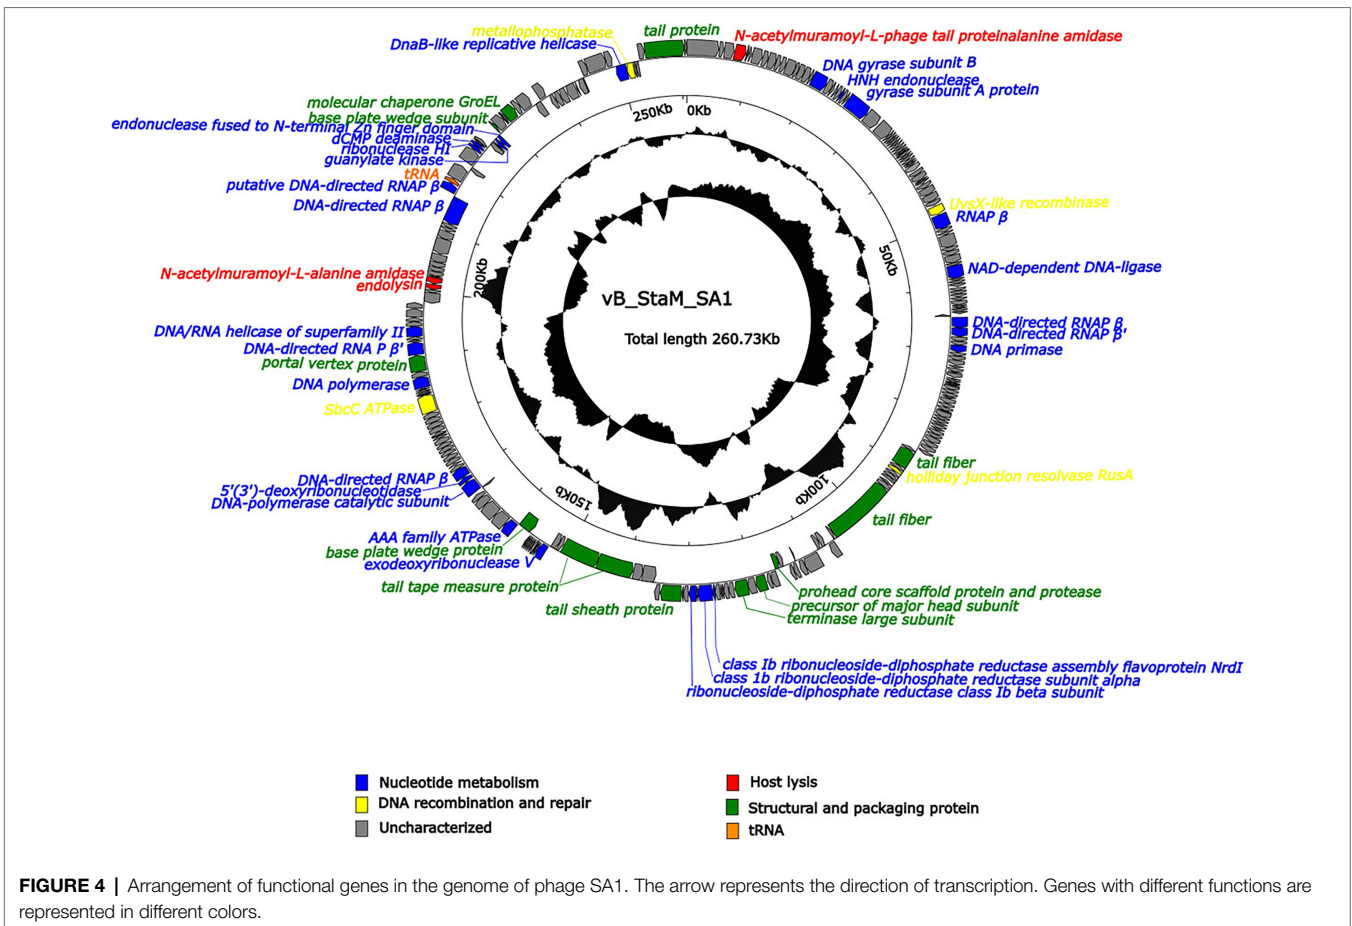 metallophosphatase
DnaB-like replicative helicase
tail protein
N-acetylmuramoyl-L-phage tail proteinalanine amidase
DNA gyrase subunit B
HNH endonuclease
gyrase subunit A protein
molecular chaperone GroEL
base plate wedge subunit
endonuclease fused to N-terminal Zn finger domain
dCMP deaminase
ribonuclease HI
guanylate kinase
tRNA
putative DNA-directed RNAP β
DNA-directed RNAP β
250Kb
0Kb
UvsX-like recombinase
RNAP β
50Kb
NAD-dependent DNA-ligase
N-acetylmuramoyl-L-alanine amidase
endolysin
200Kb
vB_StaM_SA1
Total length 260.73Kb
DNA-directed RNAP β
DNA-directed RNAP β'
DNA primase
DNA/RNA helicase of superfamily II
DNA-directed RNA P β'
portal vertex protein
DNA polymerase
SbcC ATPase
tail fiber
holliday junction resolvase RusA
100Kb
150Kb
tail fiber
DNA-directed RNAP β
5'(3')-deoxyribonucleotidase
DNA-polymerase catalytic subunit
AAA family ATPase
base plate wedge protein
exodeoxyribonuclease V
tail tape measure protein
tail sheath protein
prohead core scaffold protein and protease
precursor of major head subunit
terminase large subunit
class Ib ribonucleoside-diphosphate reductase assembly flavoprotein NrdI
class 1b ribonucleoside-diphosphate reductase subunit alpha
ribonucleoside-diphosphate reductase class Ib beta subunit
Nucleotide metabolism
DNA recombination and repair
Uncharacterized
Host lysis
Structural and packaging protein
tRNA
FIGURE 4 | Arrangement of functional genes in the genome of phage SA1. The arrow represents the direction of transcription. Genes with different functions are
represented in different colors.